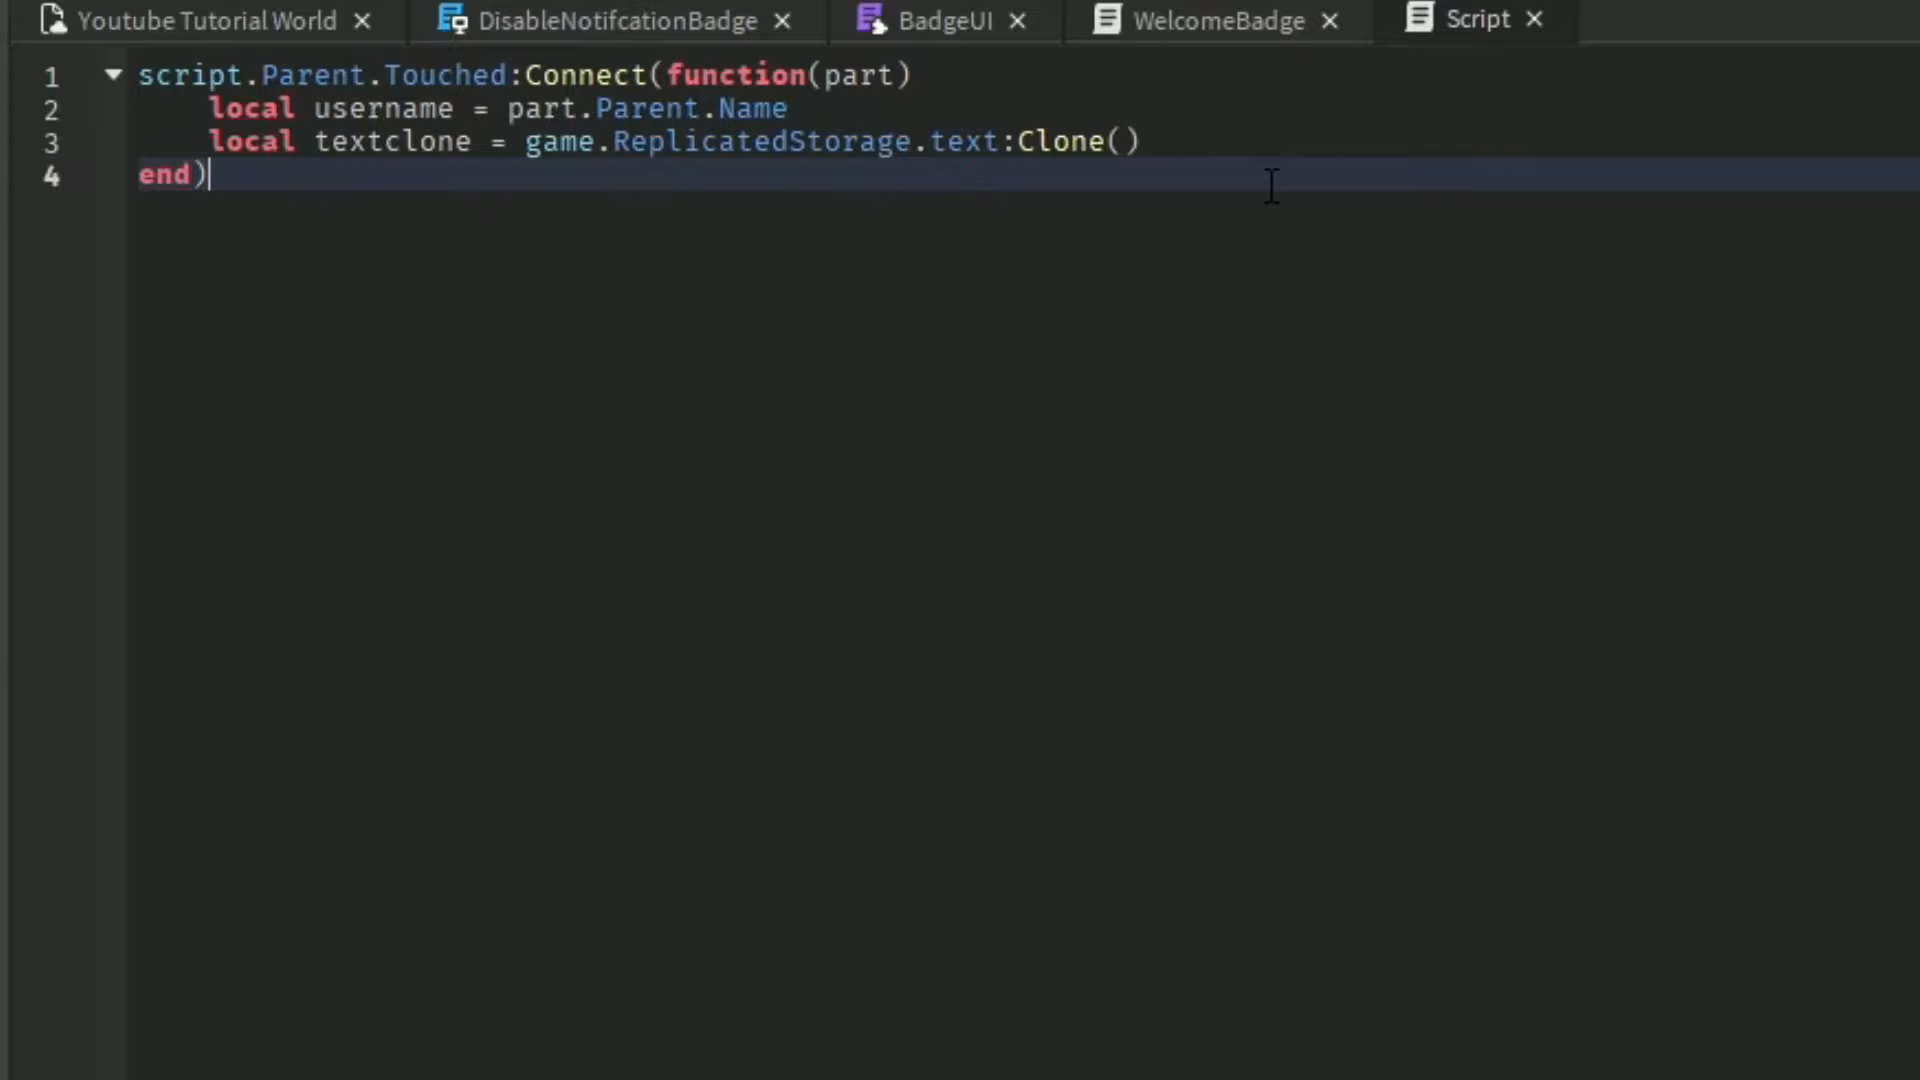 Youtube Tutorial World DisableNotifcationBadge BadgeUI WelcomeBadge Script
1 script.Parent.Touched:Connect(function(part)
2 local username = part.Parent.Name
3 local textclone = game.ReplicatedStorage.text:Clone()
4 end)